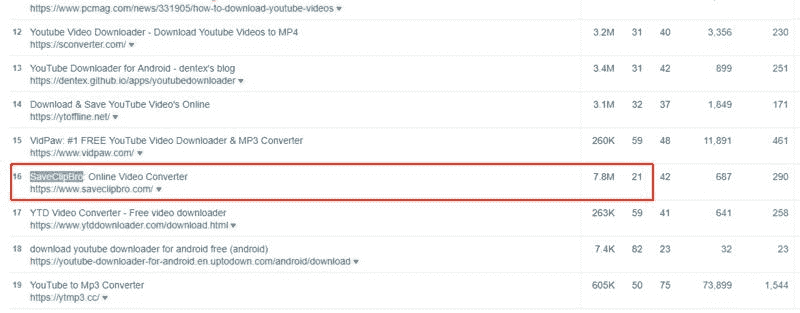 https://www.pcmag.com/news/331905/how-to-download-youtube-videos
12 Youtube Video Downloader - Download Youtube Videos to MP4 3.2M 31 40 3,356 230
https://sconverter.com/
13 YouTube Downloader for Android - dentex's blog 3.4M 31 42 899 251
https://dentex.github.io/apps/youtubedownloader
14 Download & Save YouTube Video's Online 3.1M 32 37 1,849 171
https://ytoffline.net/
15 VidPaw: #1 FREE YouTube Video Downloader & MP3 Converter 260K 59 48 11,891 461
https://www.vidpaw.com/
16 SaveClipBro: Online Video Converter 7.8M 21 42 687 290
https://www.saveclipbro.com/
17 YTD Video Converter - Free video downloader 263K 59 41 641 258
https://www.ytddownloader.com/download.html
18 download youtube downloader for android free (android) 7.4K 82 23 32 23
https://youtube-downloader-for-android.en.uptodown.com/android/download
19 YouTube to Mp3 Converter 605K 50 75 73,899 1,544
https://ytmp3.cc/